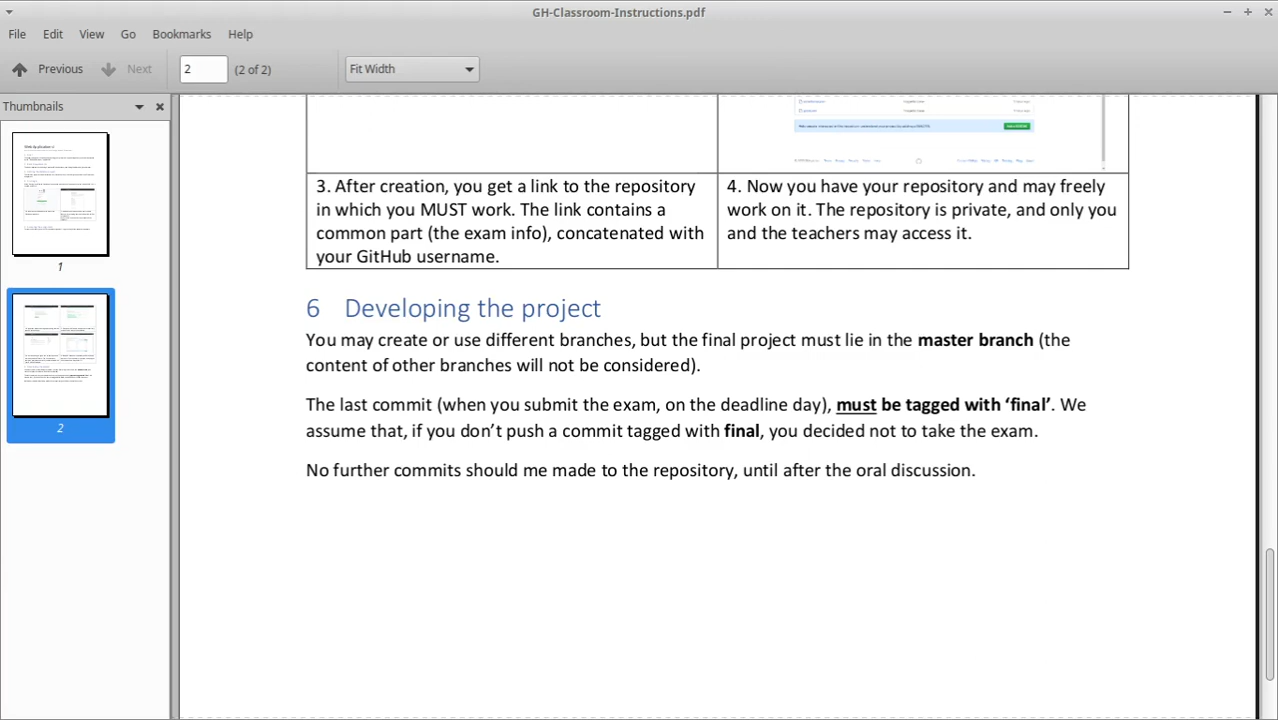 GH-Classroom-Instructions.pdf
File Edit View Go Bookmarks Help
Previous Next 2 (2 of 2) Fit Width
Thumbnails
1
2
3. After creation, you get a link to the repository
in which you MUST work. The link contains a
common part (the exam info), concatenated with
your GitHub username.
4. Now you have your repository and may freely
work on it. The repository is private, and only you
and the teachers may access it.
6 Developing the project
You may create or use different branches, but the final project must lie in the master branch (the
content of other branches will not be considered).
The last commit (when you submit the exam, on the deadline day), must be tagged with ‘final’. We
assume that, if you don’t push a commit tagged with final, you decided not to take the exam.
No further commits should me made to the repository, until after the oral discussion.